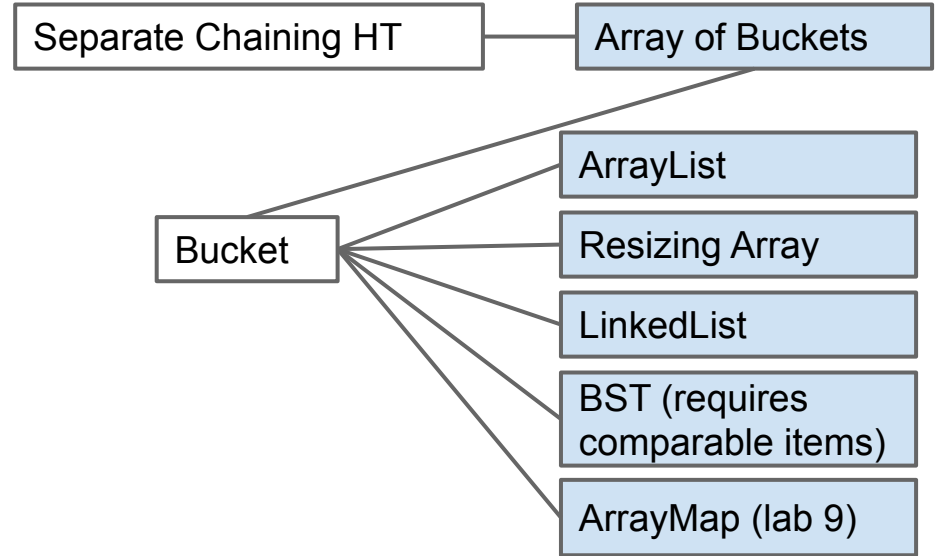 Separate Chaining HT
Array of Buckets
ArrayList
Bucket
Resizing Array
LinkedList
BST (requires
comparable items)
ArrayMap (lab 9)